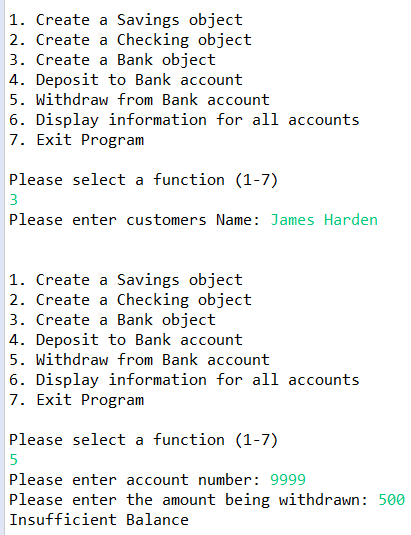 1. Create a Savings object
2. Create a Checking object
3. Create a Bank object
4. Deposit to Bank account
5. Withdraw from Bank account
6. Display information for all accounts
7. Exit Program
Please select a function (1-7)
3
Please enter customers Name: James Harden
1. Create a Savings object
2. Create a Checking object
3. Create a Bank object
4. Deposit to Bank account
5. Withdraw from Bank account
6. Display information for all accounts
7. Exit Program
Please select a function (1-7)
5
Please enter account number: 9999
Please enter the amount being withdrawn: 500
Insufficient Balance